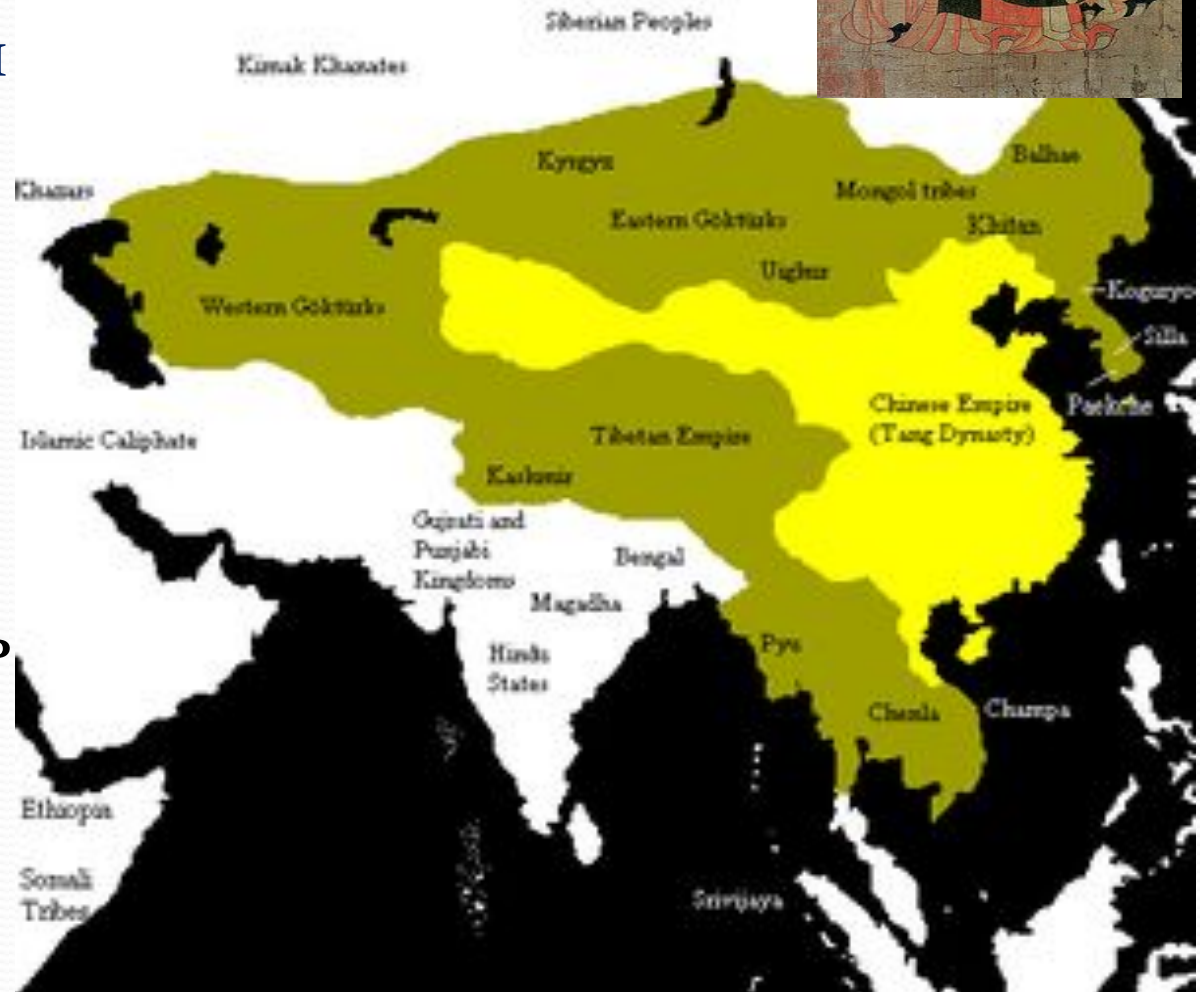 Siberian Peoples
Kimak Khanates
Kyrgyz
Balhae
Khazars
Mongol tribes
Eastern Göktürks
Khitan
Uighur
Koguryo
Western Göktürks
Silla
Chinese Empire
(Tang Dynasty)
Paekche
Islamic Caliphate
Tibetan Empire
Kashmir
Gujrati and
Punjabi
Kingdoms
Bengal
Magadha
Pyu
Hindu
States
Chenla
Champa
Ethiopia
Somali
Tribes
Srivijaya